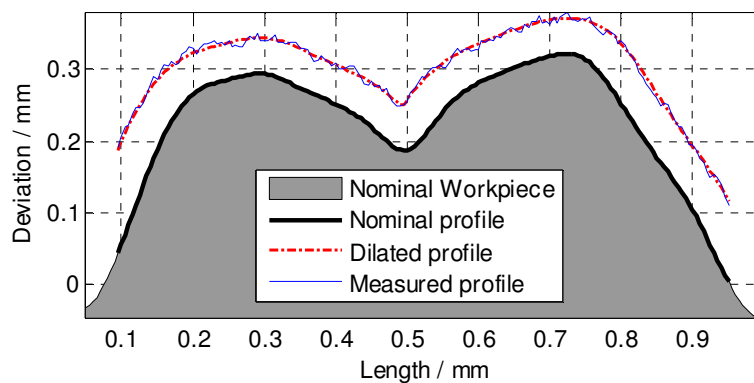 Deviation / mm
0.3
0.2
0.1
0
Nominal Workpiece
Nominal profile
Dilated profile
Measured profile
0.1 0.2 0.3 0.4 0.5 0.6 0.7 0.8 0.9
Length / mm